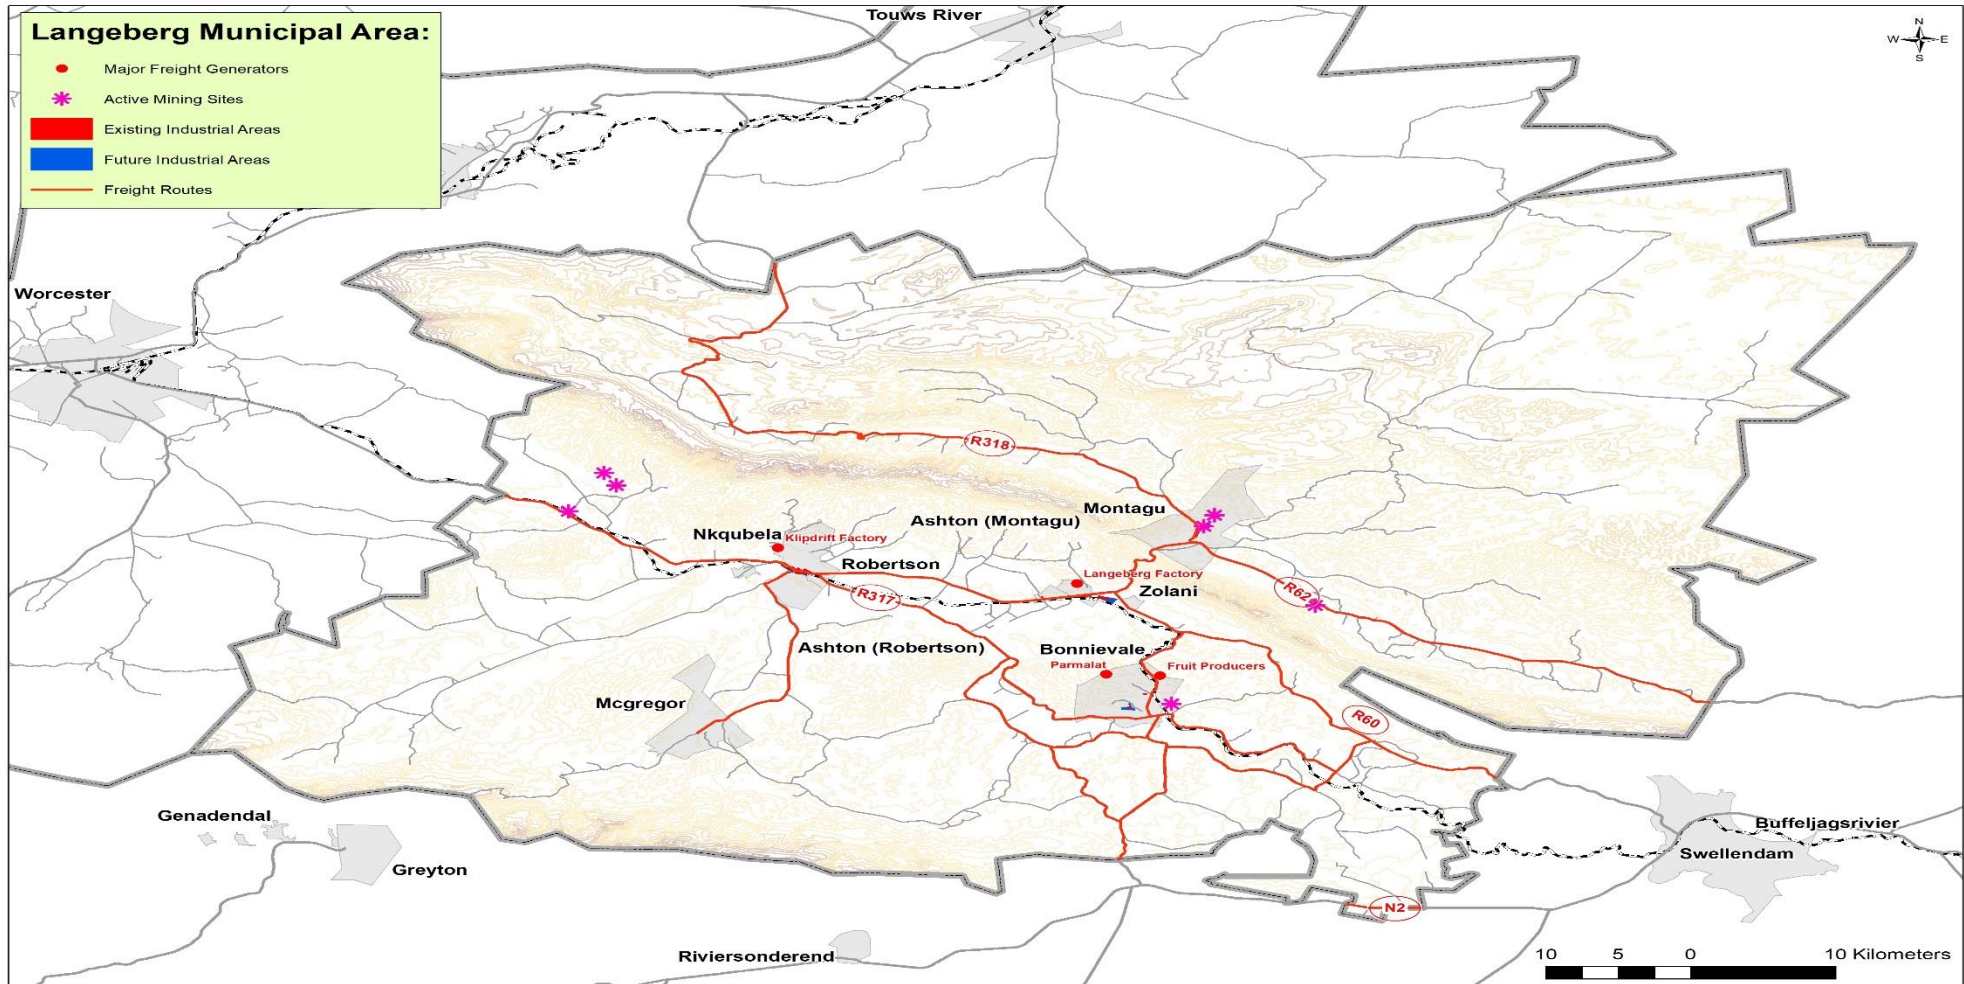 Langeberg Municipal Area:
Major Freight Generators
Active Mining Sites
Existing Industrial Areas
Future Industrial Areas
Freight Routes
Touws River
N
W E
S
Worcester
R318
Montagu
Ashton (Montagu)
Nkqubela
Klipdrift Factory
Robertson
Langeberg Factory
Zolani
R62
R317
Ashton (Robertson)
Bonnievale
Parmalat
Fruit Producers
Mcgregor
R60
Genadendal
Greyton
Buffeljagsrivier
Swellendam
N2
Riviersonderend
10 5 0 10 Kilometers